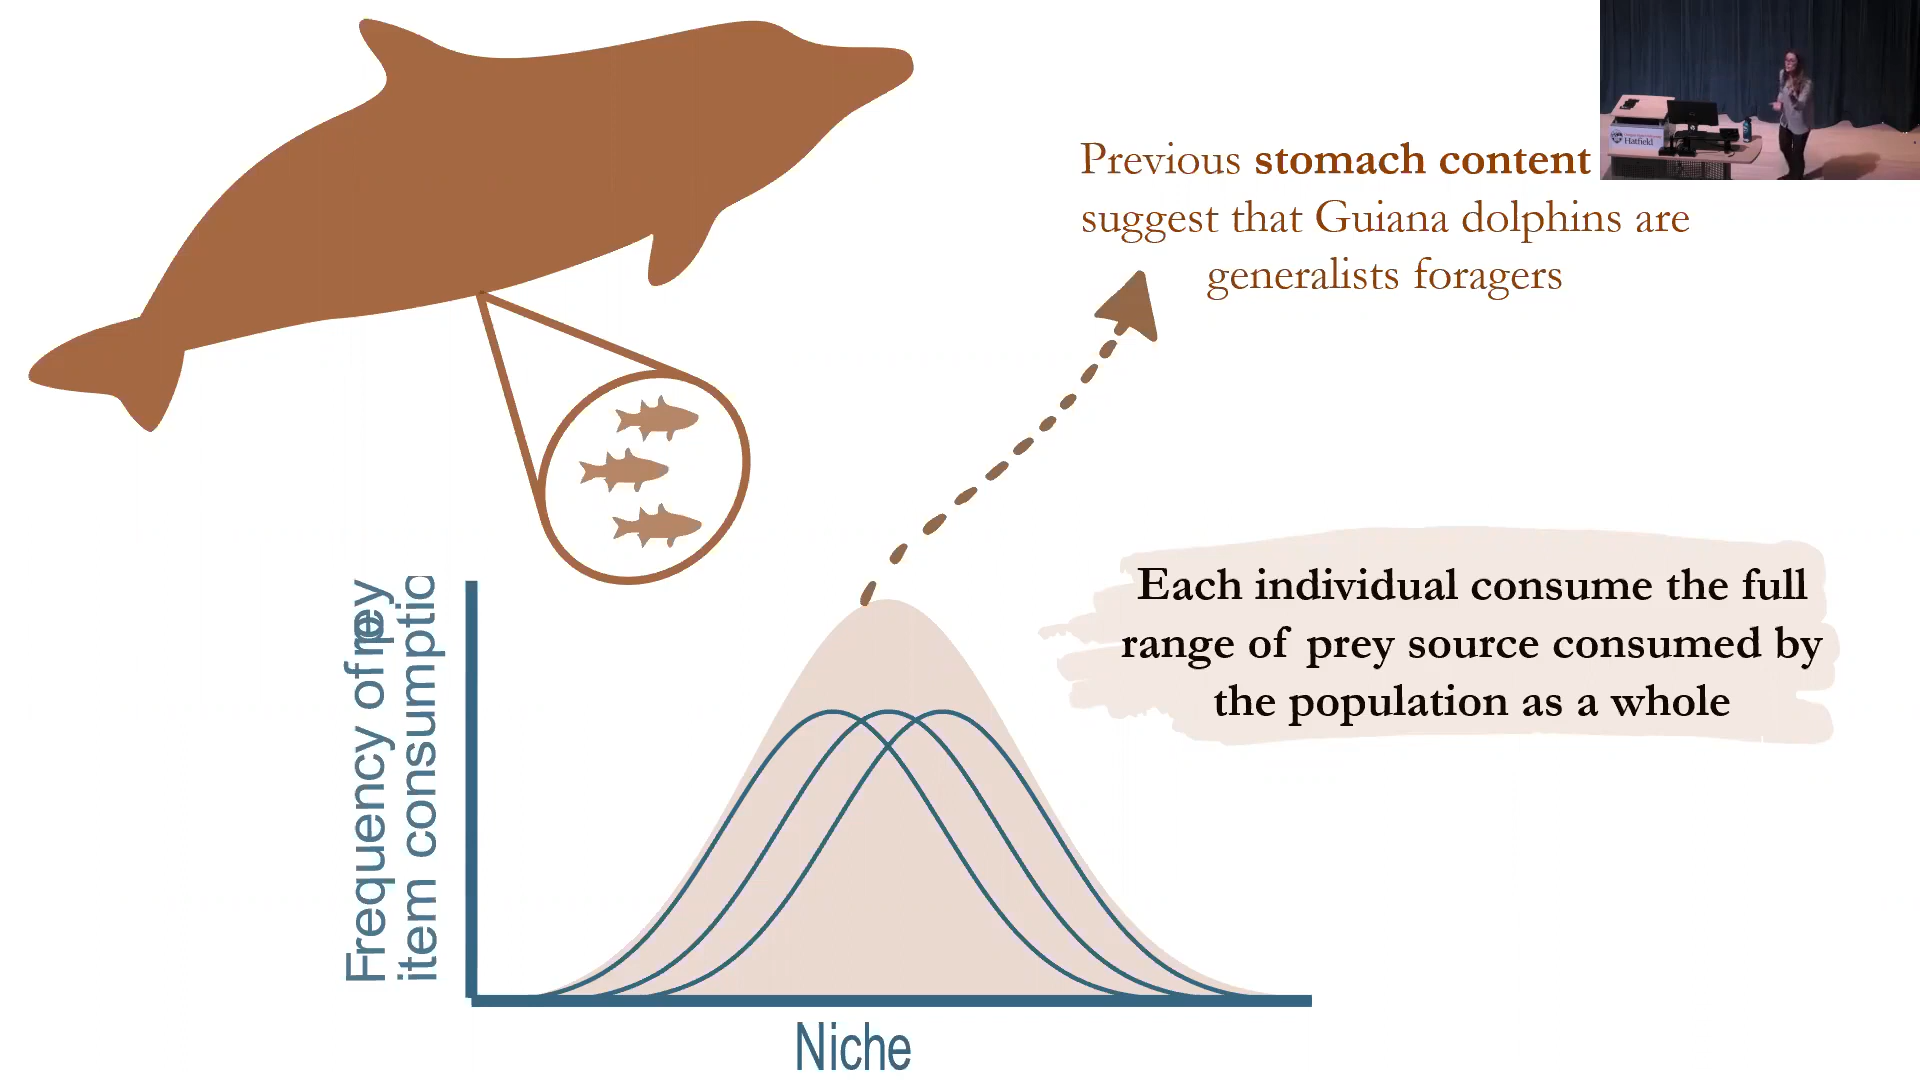 Previous stomach content
suggest that Guiana dolphins are
generalists foragers
Each individual consume the full
range of prey source consumed by
the population as a whole
Frequency of prey
item consumptio
Niche
Hatfield